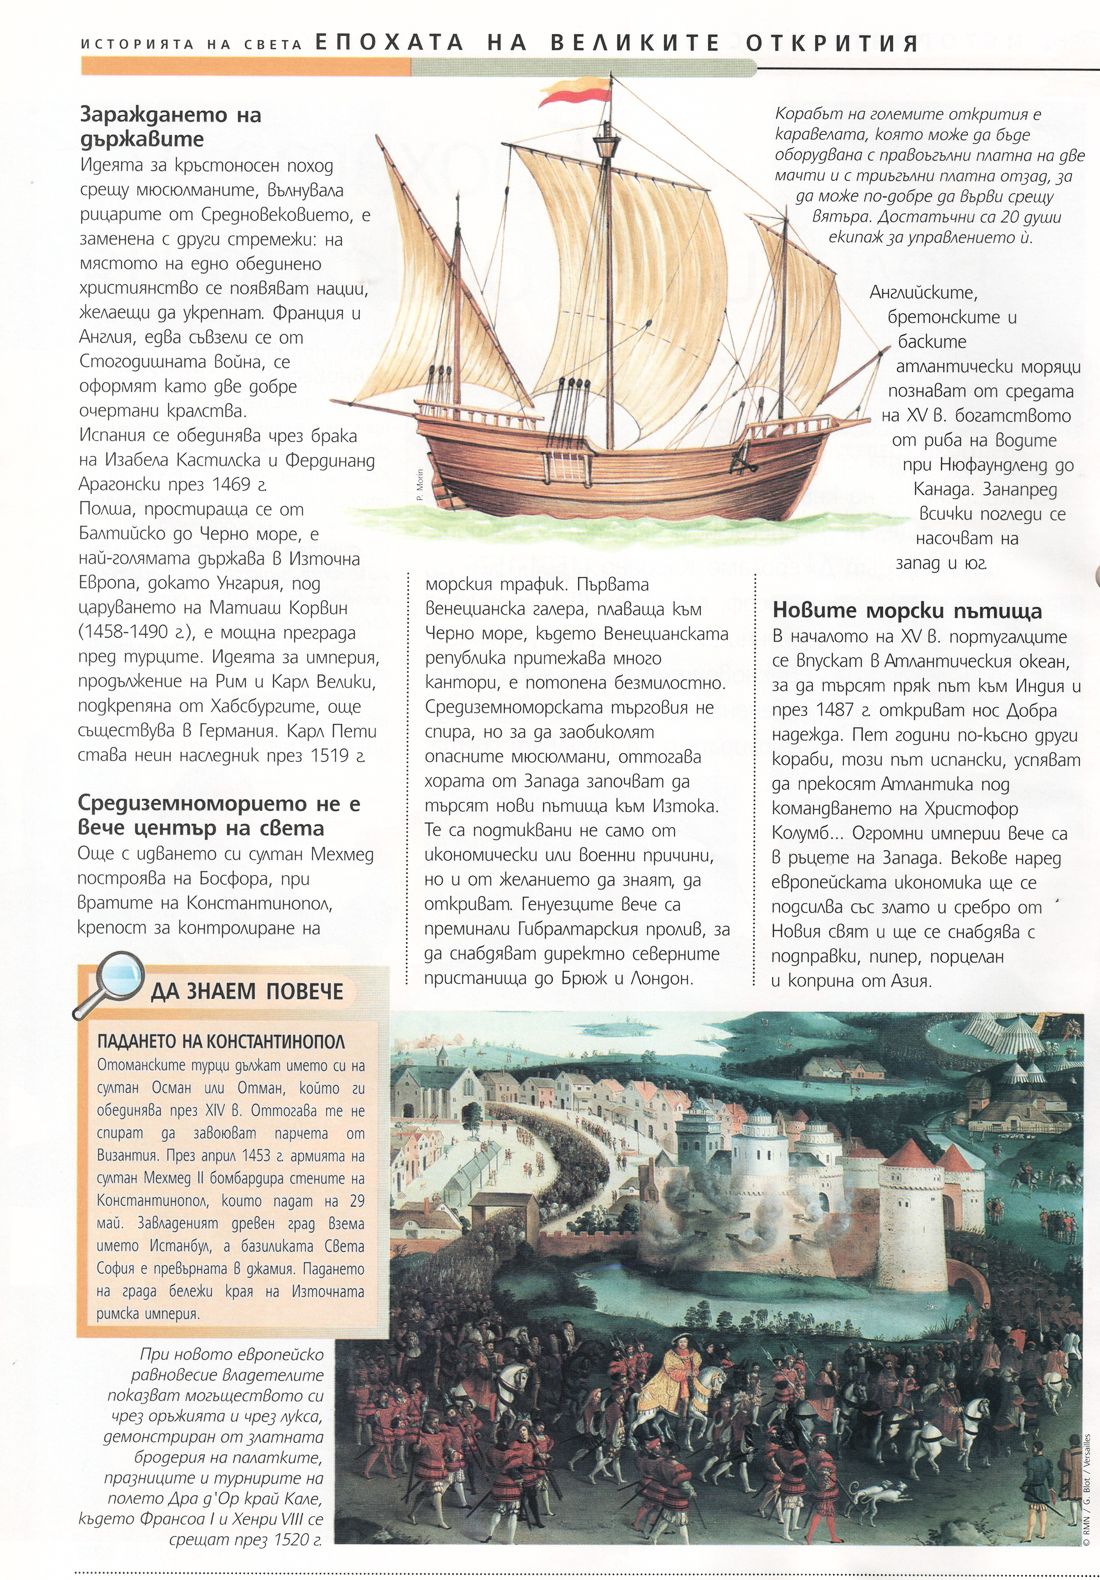 ИСТОРИЯТА НА СВЕТА ЕПОХАТА НА ВЕЛИКИТЕ ОТКРИТИЯ
Зараждането на
държавите
Идеята за кръстоносен поход
срещу мюсюлманите, вълнувала
рицарите от Средновековието, е
заменена с други стремежи: на
мястото на едно обединено
християнство се появяват нации,
желаещи да укрепнат. Франция и
Англия, едва съвзели се от
Стогодишната война, се
оформят като две добре
очертани кралства.
Испания се обединява чрез брака
на Изабела Кастилска и Фердинанд
Арагонски през 1469 г.
Полша, простираща се от
Балтийско до Черно море, е
най-голямата държава в Източна
Европа, докато Унгария, под
царуването на Матиаш Корвин
(1458-1490 г.), е мощна преграда
пред турците. Идеята за империя,
продължение на Рим и Карл Велики,
подкрепяна от Хабсбургите, още
съществува в Германия. Карл Пети
става неин наследник през 1519 г.
Средиземноморието не е
вече център на света
Още с идването си султан Мехмед
построява на Босфора, при
вратите на Константинопол,
крепост за контролиране на
морския трафик. Първата
Венецианска галера, плаваща към
Черно море, където Венецианската
република притежава много
кантори, е потопена безмилостно.
Средиземноморската търговия не
спира, но за да заобиколят
опасните мюсюлмани, оттогава
хората от Запада започват да
търсят нови пътища към Изтока.
Те са подтиквани не само от
икономически или военни причини,
но и от желанието да знаят, да
откриват. Генуезците вече са
преминали Гибралтарския пролив, за
да снабдяват директно северните
пристанища до Брюж и Лондон.
Корабът на големите открития е
каравелата, която може да бъде
оборудвана с правоъгълни платна на две
мачти и с триъгълни платна отзад, за
да може по-добре да върви срещу
вятъра. Достатъчни са 20 души
екипаж за управлението ѝ.
P. Morin
Английските,
бретонските и
баските
атлантически моряци
познават от средата
на XV в. богатството
от риба на водите
при Нюфаундленд до
Канада. Занапред
всички погледи се
насочват на
запад и юг.
Новите морски пътища
В началото на XV в. португалците
се впускат в Атлантическия океан,
за да търсят пряк път към Индия и
през 1487 г. откриват нос Добра
надежда. Пет години по-късно други
кораби, този път испански, успяват
да прекосят Атлантика под
командването на Христофор
Колумб... Огромни империи вече са
в ръцете на Запада. Векове наред
европейската икономика ще се
подсилва със злато и сребро от
Новия свят и ще се снабдява с
подправки, пипер, порцелан
и коприна от Азия.
ДА ЗНАЕМ ПОВЕЧЕ
ПАДАНЕТО НА КОНСТАНТИНОПОЛ
Отоманските турци дължат името си на
султан Осман или Отман, който ги
обединява през XIV в. Оттогава те не
спират да завоюват парчета от
Византия. През април 1453 г. армията на
султан Мехмед II бомбардира стените на
Константинопол, които падат на 29
май. Завладеният древен град взема
името Истанбул, а базиликата Света
София е превърната в джамия. Падането
на града бележи края на Източната
римска империя.
При новото европейско
равновесие владетелите
показват могъществото си
чрез оръжията и чрез лукса,
демонстриран от златната
бродерия на палатките,
празниците и турнирите на
полето Дра д'Ор край Кале,
където Франсоа I и Хенри VIII се
срещат през 1520 г.
© RMN / G. Blot / Versailles